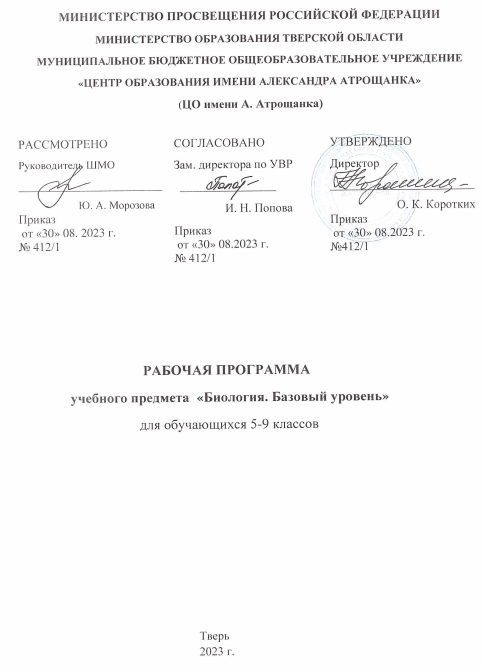 МИНИСТЕРСТВО ПРОСВЕЩЕНИЯ РОССИЙСКОЙ ФЕДЕРАЦИИ
МИНИСТЕРСТВО ОБРАЗОВАНИЯ ТВЕРСКОЙ ОБЛАСТИ
МУНИЦИПАЛЬНОЕ БЮДЖЕТНОЕ ОБЩЕОБРАЗОВАТЕЛЬНОЕ УЧРЕЖДЕНИЕ
«ЦЕНТР ОБРАЗОВАНИЯ ИМЕНИ АЛЕКСАНДРА АТРОЩАНКА»
(ЦО имени А. Атрощанка)
РАССМОТРЕНО
Руководитель ШМО
Ю. А. Морозова
Приказ
от «30» 08. 2023 г.
№ 412/1
СОГЛАСОВАНО
Зам. директора по УВР
И. Н. Попова
Приказ
от «30» 08.2023 г.
№ 412/1
УТВЕРЖДЕНО
Директор
О. К. Коротких
Приказ
от «30» 08.2023 г.
№412/1
РАБОЧАЯ ПРОГРАММА
учебного предмета «Биология. Базовый уровень»
для обучающихся 5-9 классов
Тверь
2023 г.